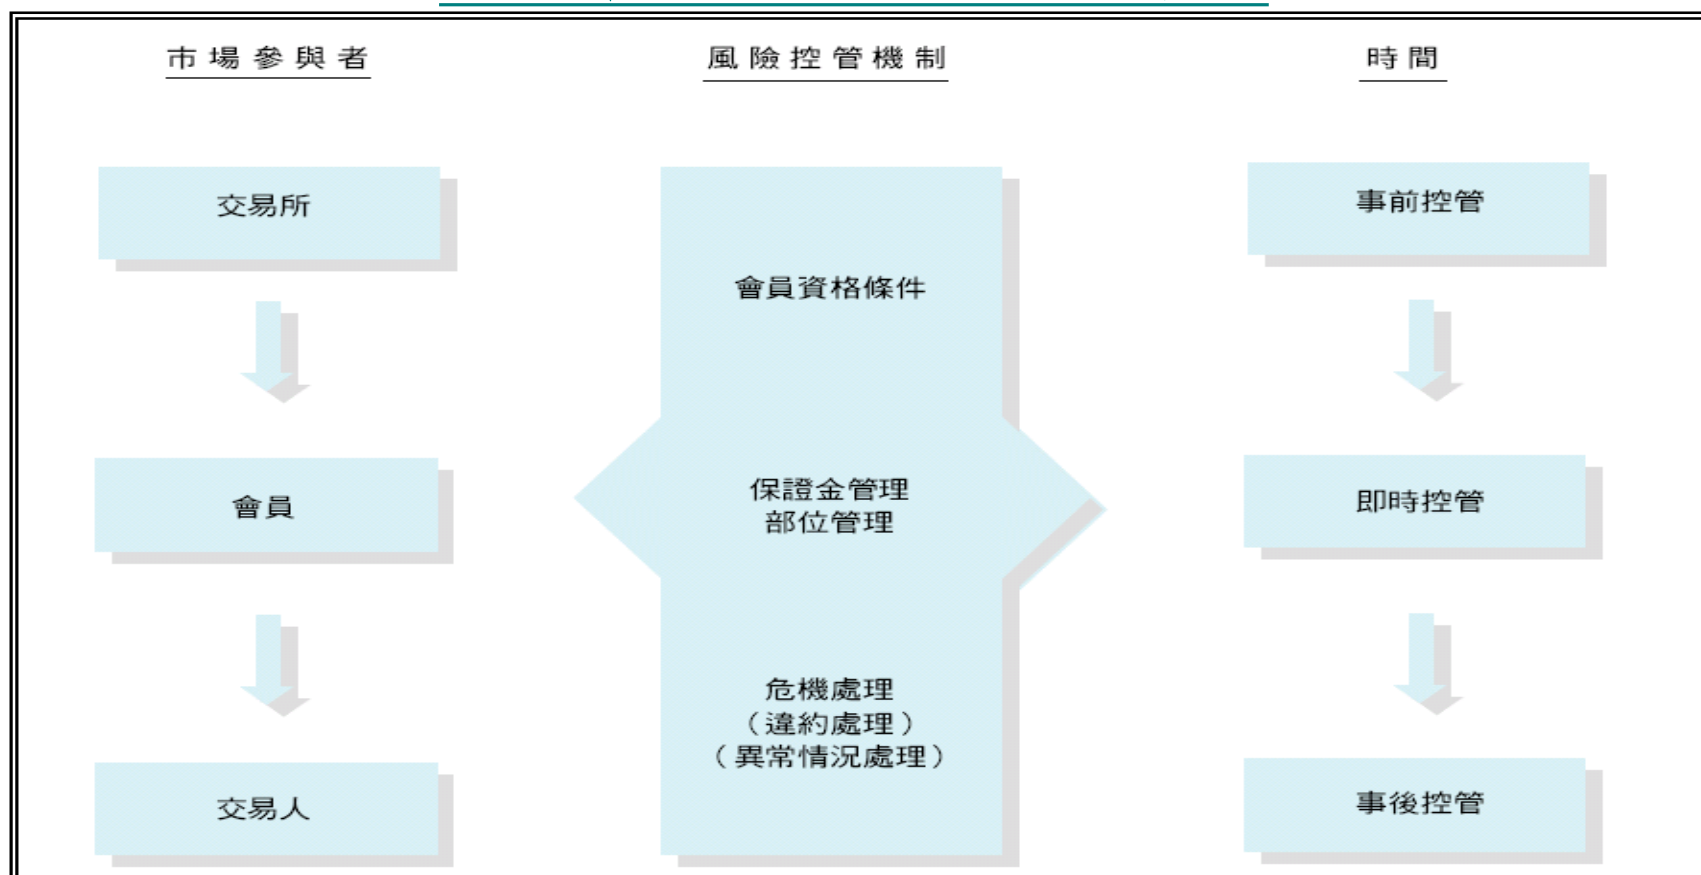 市場參與者
風險控管機制
時間
交易所
會員
交易人
會員資格條件
保證金管理
部位管理
危機處理
（違約處理）
（異常情況處理）
事前控管
即時控管
事後控管